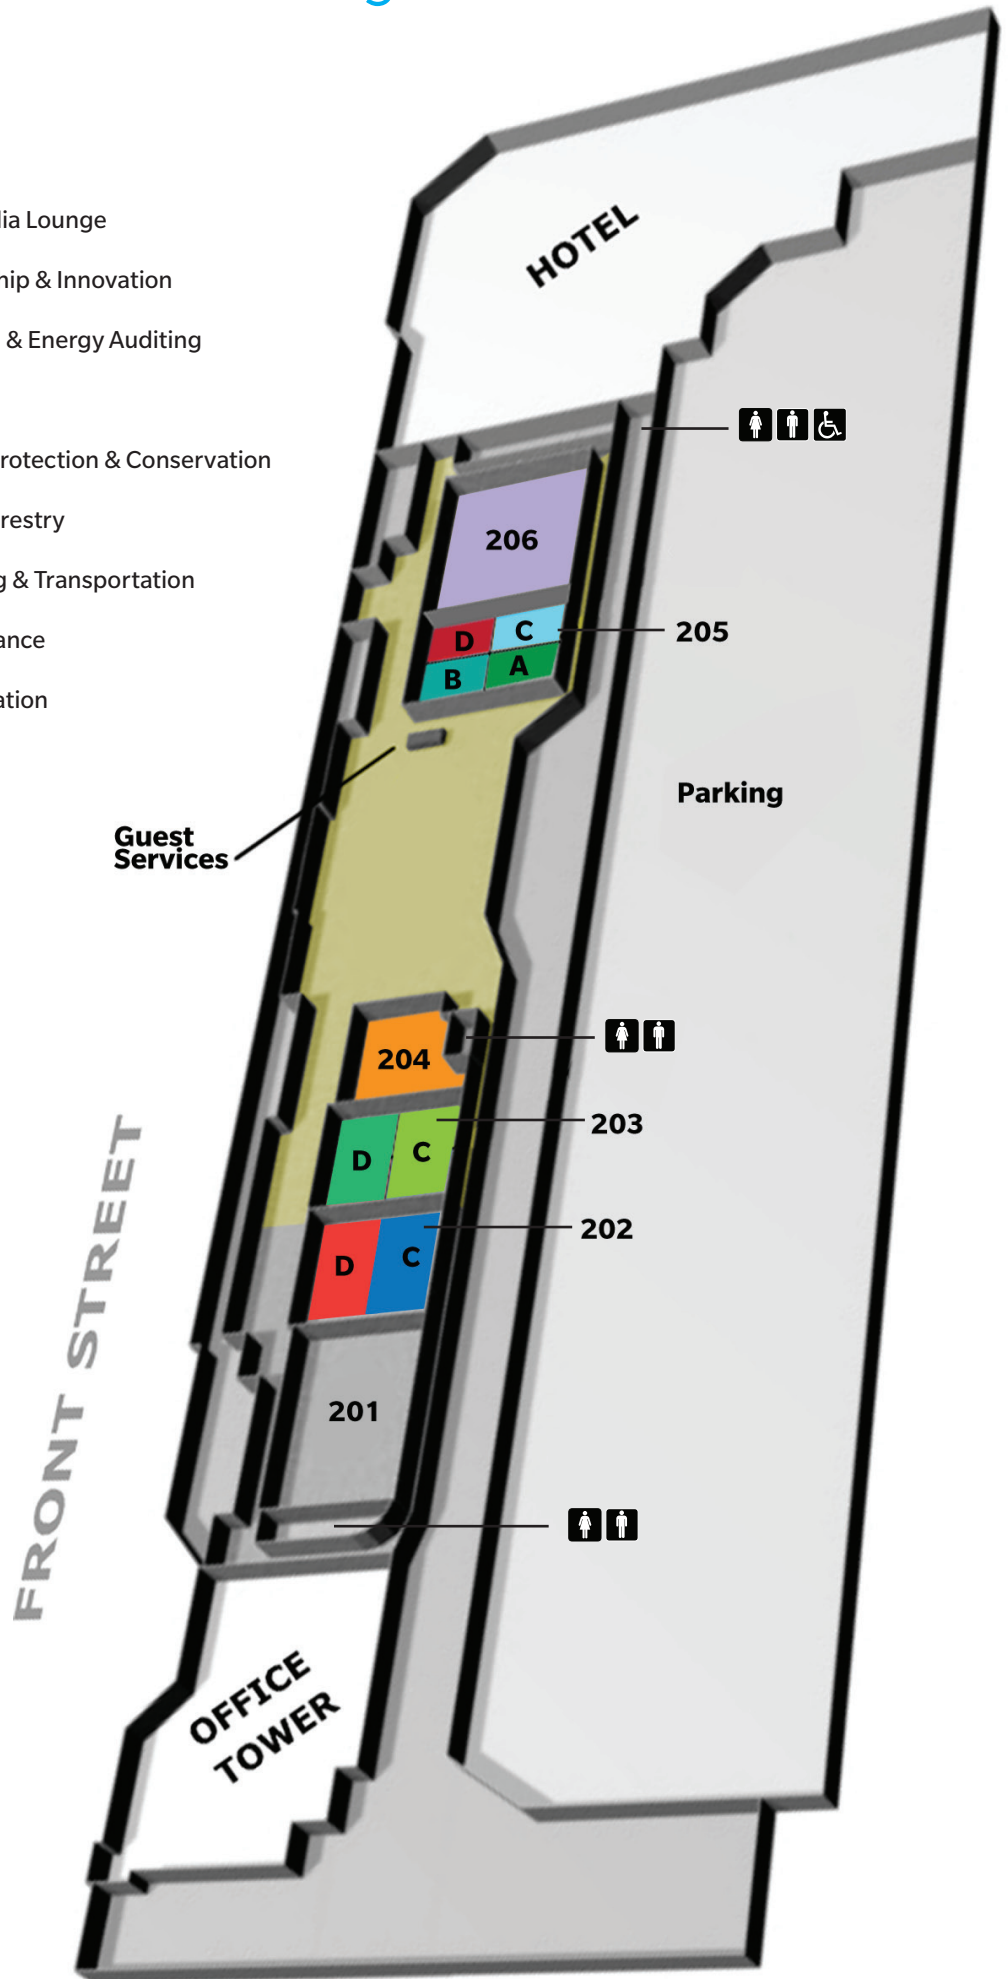 lia Lounge
hip & Innovation
& Energy Auditing
rotection & Conservation
restry
g & Transportation
ance
ation
HOTEL
206
D
C
205
B
A
Parking
Guest
Services
204
203
D
C
202
D
C
201
FRONT STREET
OFFICE
TOWER